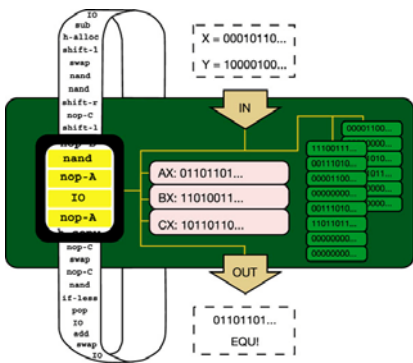 IO
sub
h-alloc
shift-l
swap
nand
nand
shift-r
nop-C
shift-l
nand
nop-A
IO
nop-A
nop-C
swap
nop-C
nand
if-less
pop
IO
add
swap
IO
X = 00010110...
Y = 10000100...
IN
AX: 01101101...
BX: 11010011...
CX: 10110110...
OUT
01101101...
EQU!
00001100...
11100111...
00111010...
00001100...
00000000...
00111010...
11011011...
00000000...
00000000...